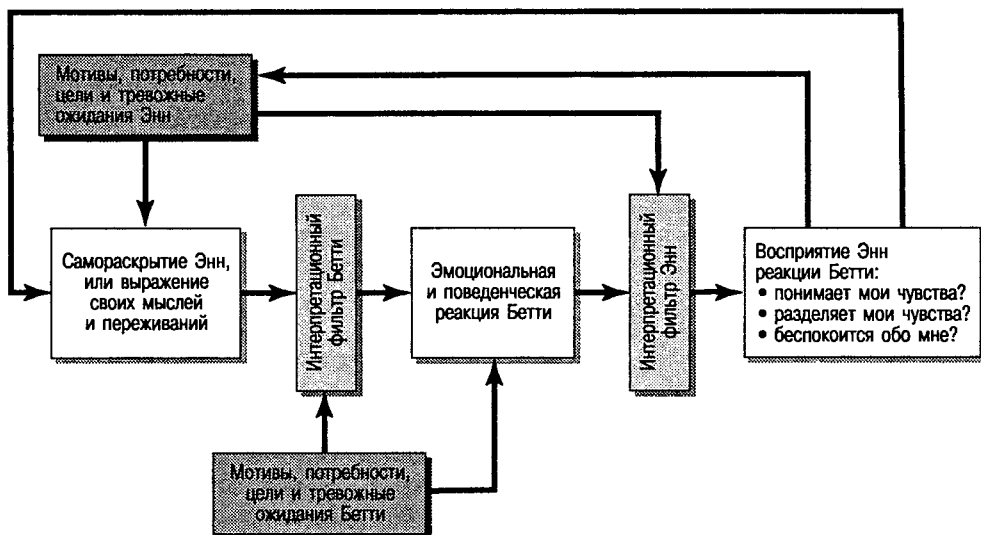 Мотивы, потребности,
цели и тревожные
ожидания Энн
Самораскрытие Энн,
или выражение
своих мыслей
и переживаний
Интерпретационный
фильтр Бетти
Эмоциональная
и поведенческая
реакция Бетти
Интерпретационный
фильтр Энн
Восприятие Энн
реакции Бетти:
• понимает мои чувства?
• разделяет мои чувства?
• беспокоится обо мне?
Мотивы, потребности,
цели и тревожные
ожидания Бетти